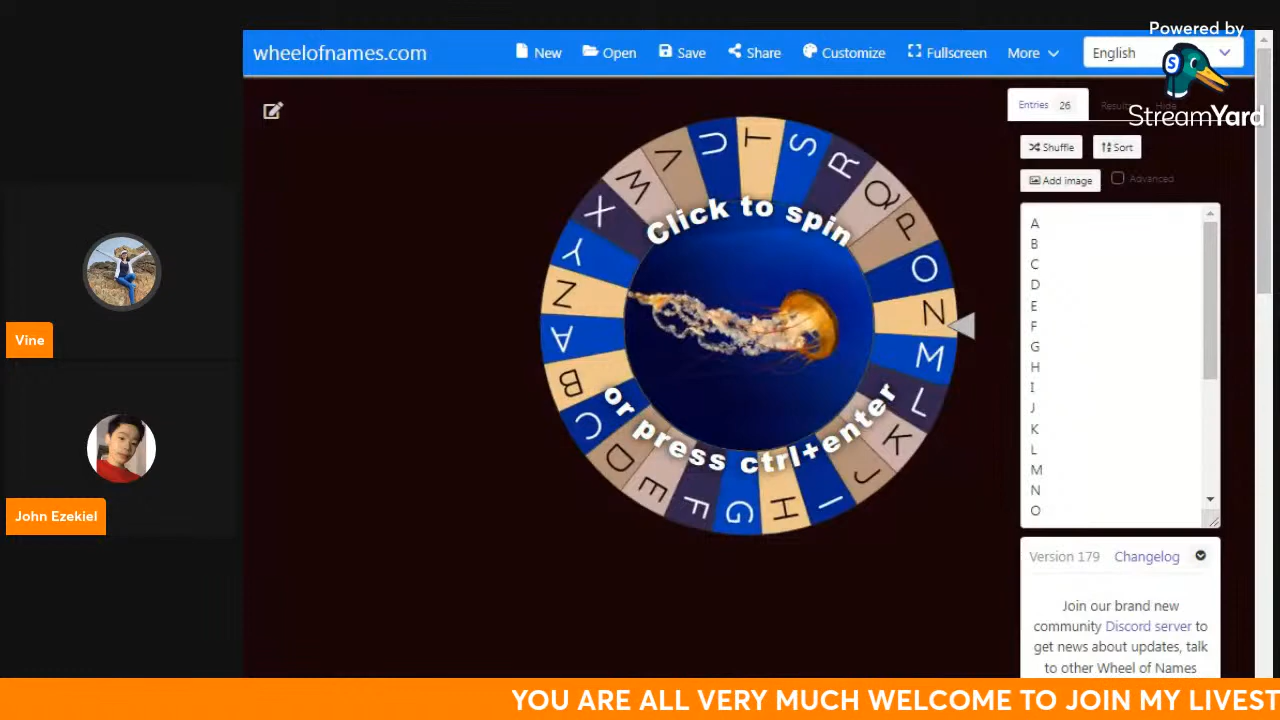 Powered by
StreamYard
wheelofnames.com
New
Open
Save
Share
Customize
Fullscreen
More
English
Entries 26
Results
Hide
Shuffle
Sort
Add image
Advanced
A
B
C
D
E
F
G
H
I
J
K
L
M
N
O
Click to spin
or press ctrl+enter
A
B
C
D
E
F
G
H
I
J
K
L
M
N
O
P
Q
R
S
T
U
V
W
X
Y
Z
Vine
John Ezekiel
Version 179
Changelog
Join our brand new
community Discord server to
get news about updates, talk
to other Wheel of Names
YOU ARE ALL VERY MUCH WELCOME TO JOIN MY LIVEST